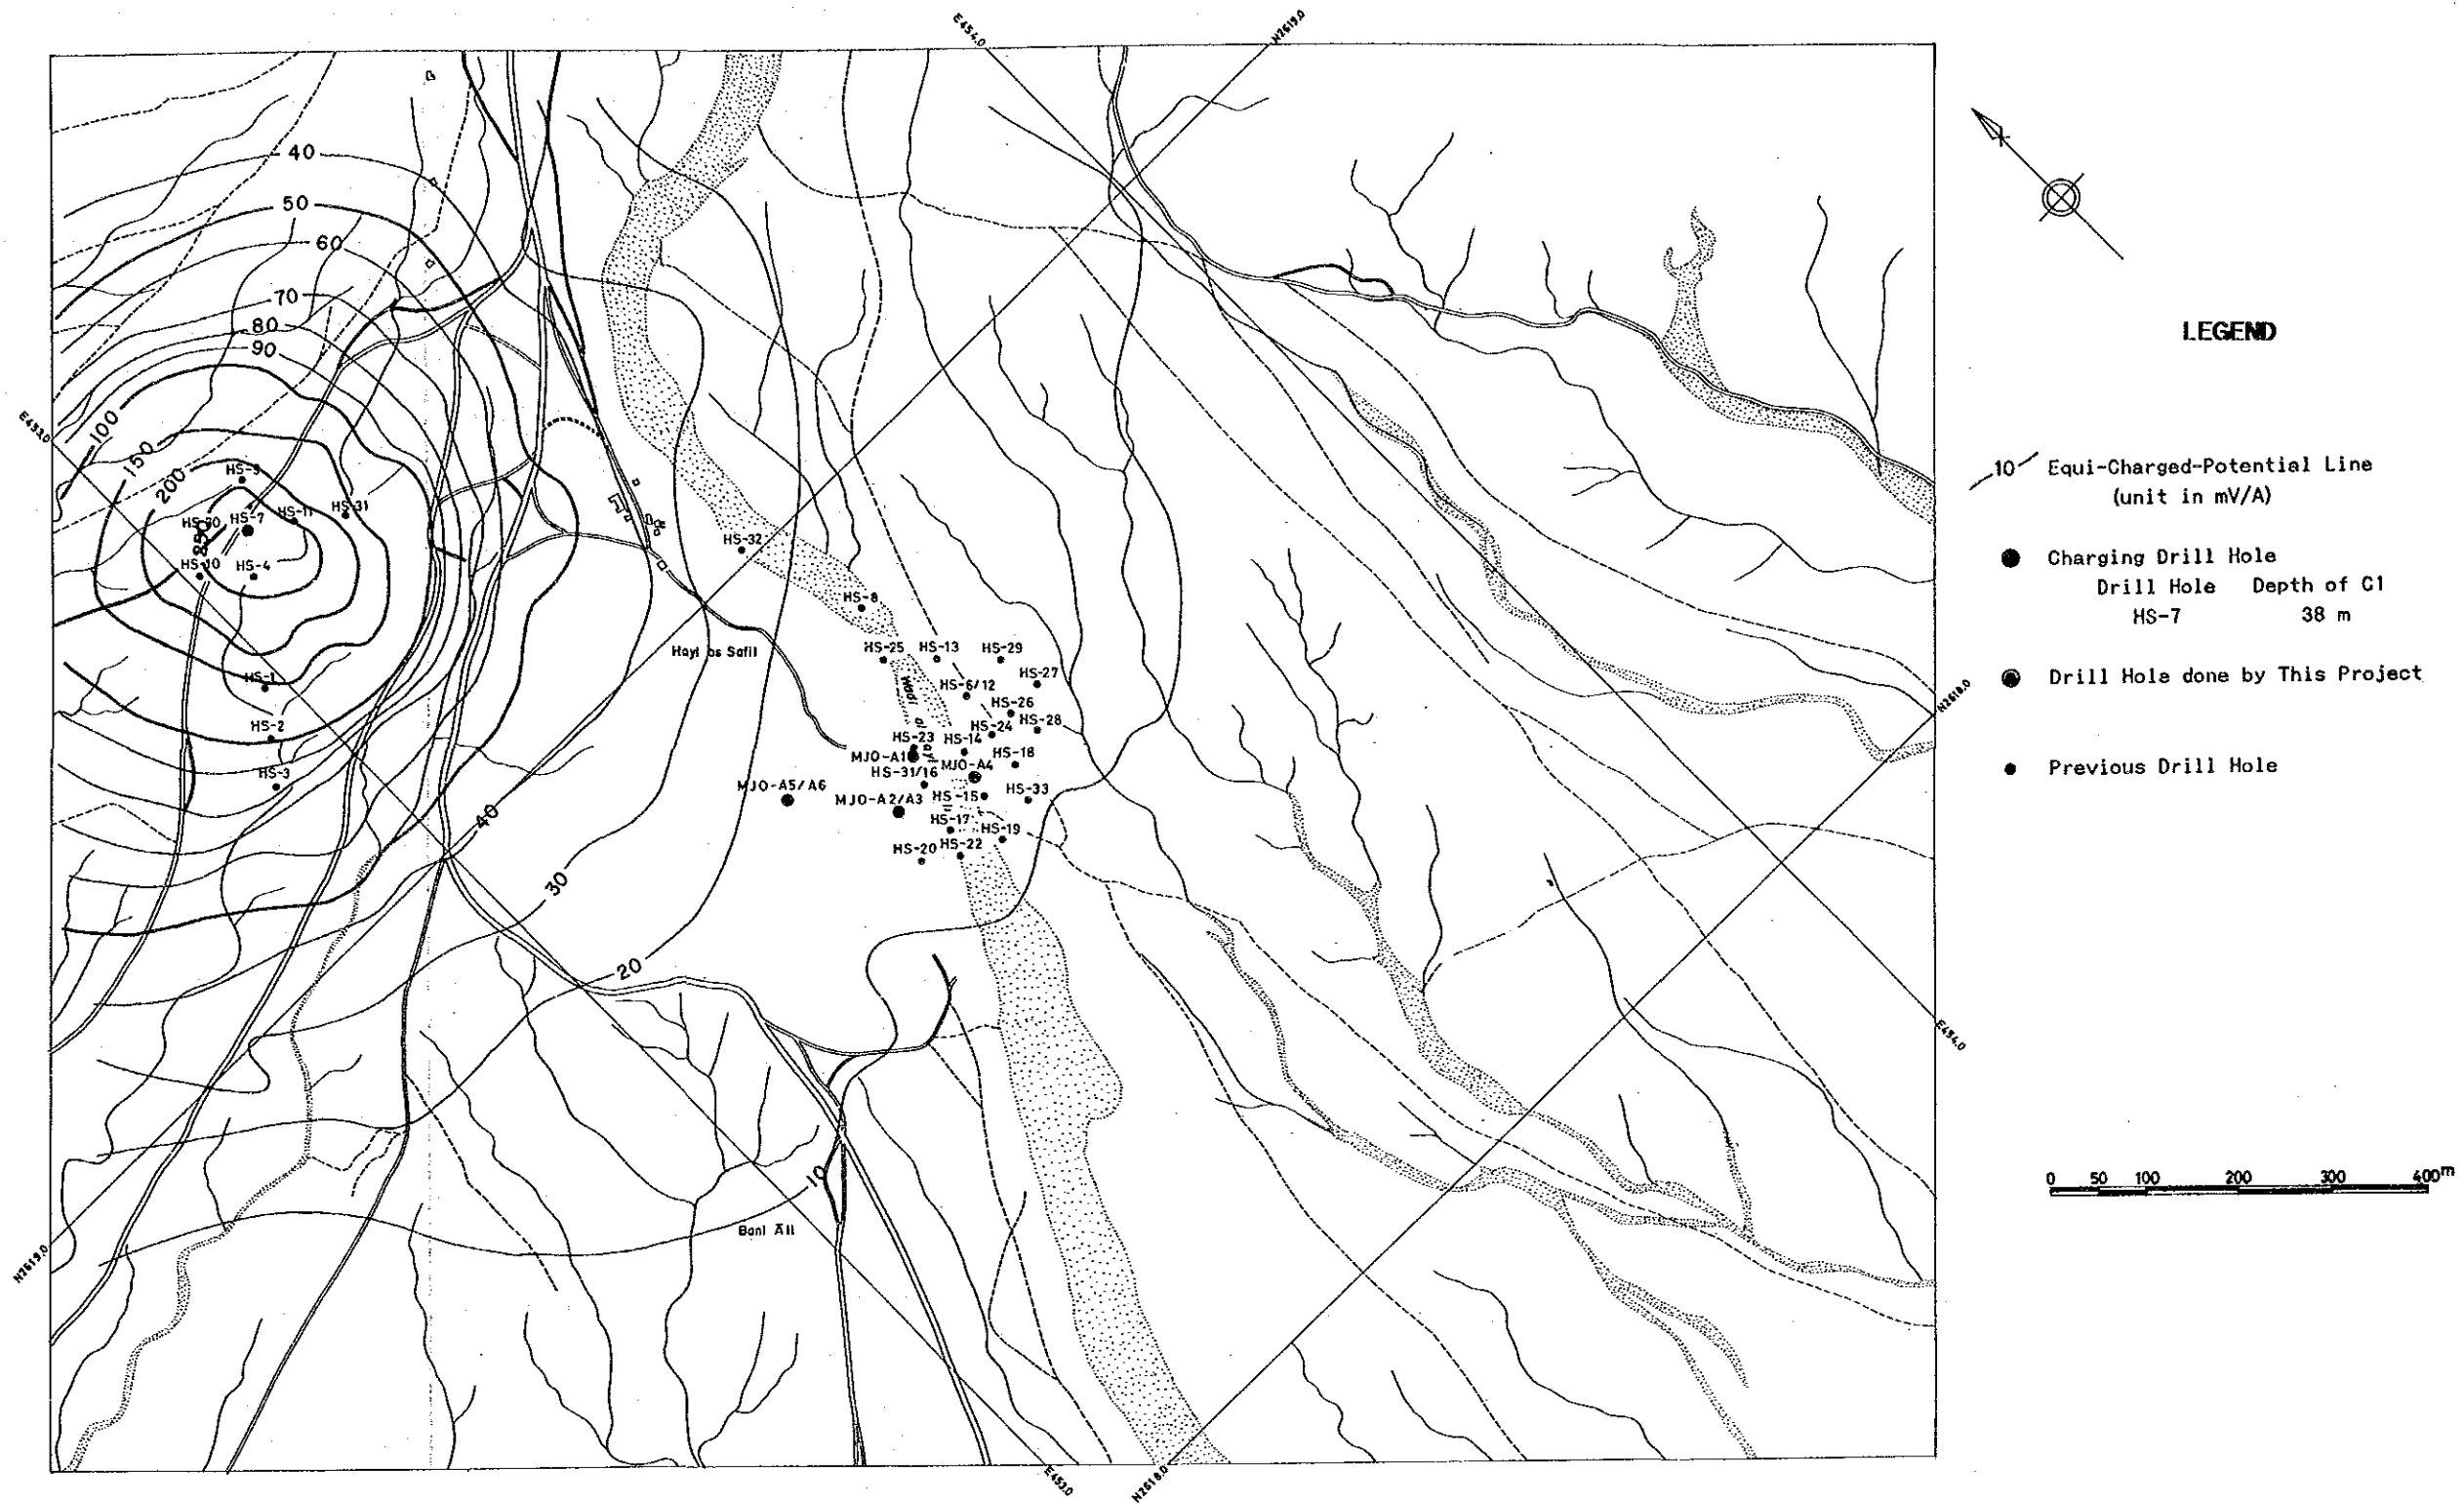 E454.0
N2619.0
40
50
60
70
80
90
100
150
200
250
E453.0
HS-9
HS-30
HS-7
HS-11
HS-31
HS-10
HS-4
HS-1
HS-2
HS-3
HS-32
HS-8
Hayl as Safil
HS-25
HS-13
HS-29
HS-27
HS-6/12
HS-26
HS-28
HS-24
HS-23
HS-14
HS-18
MJO-A1
HS-31/16
MJO-A4
MJO-A5/A6
MJO-A2/A3
HS-15
HS-33
HS-17
HS-19
HS-20
HS-22
Wadi al
40
30
20
10
Bani Ali
N2619.0
E453.0
N2618.0
N2618.0
E454.0
LEGEND
10 Equi-Charged-Potential Line
(unit in mV/A)
Charging Drill Hole
Drill Hole Depth of C1
HS-7 38 m
Drill Hole done by This Project
Previous Drill Hole
0 50 100 200 300 400m